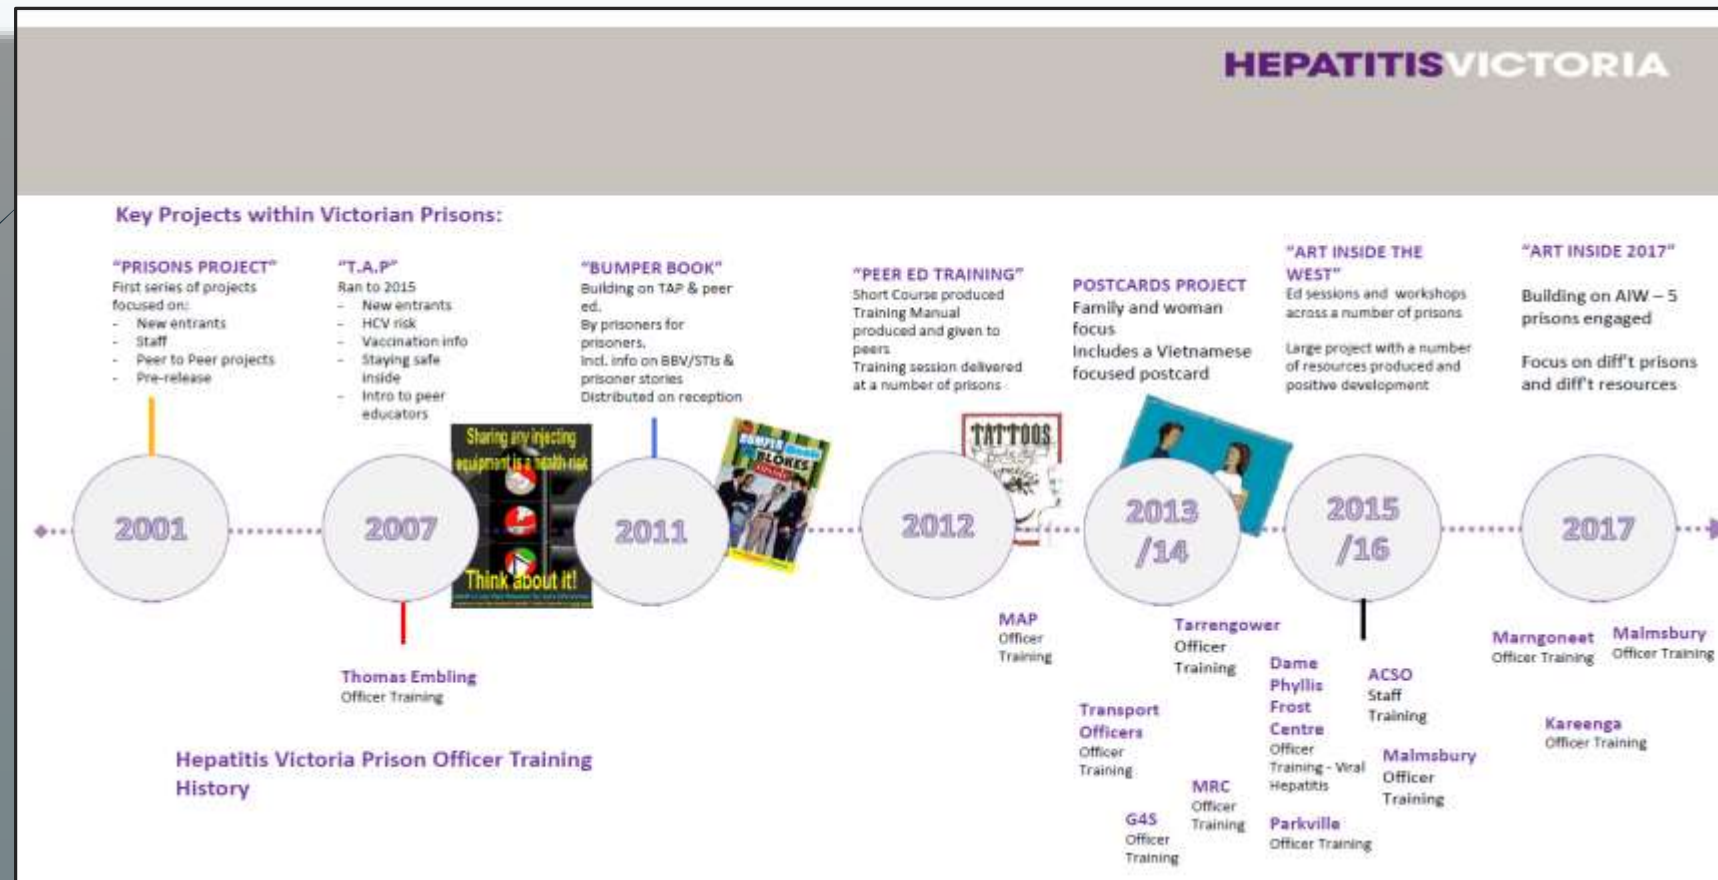 HEPATITISVICTORIA
Key Projects within Victorian Prisons:
"PRISONS PROJECT"
First series of projects
focused on:
- New entrants
- Staff
- Peer to Peer projects
- Pre-release
"T.A.P"
Ran to 2015
- New entrants
- HCV risk
- Vaccination info
- Staying safe
inside
- Intro to peer
educators
"BUMPER BOOK"
Building on TAP & peer
ed.
By prisoners for
prisoners.
Incl. info on BBV/STIs &
prisoner stories
Distributed on reception
"PEER ED TRAINING"
Short Course produced
Training Manual
produced and given to
peers
Training session delivered
at a number of prisons
POSTCARDS PROJECT
Family and woman
focus
Includes a Vietnamese
focused postcard
"ART INSIDE THE
WEST"
Ed sessions and workshops
across a number of prisons
Large project with a number
of resources produced and
positive development
"ART INSIDE 2017"
Building on AIW – 5
prisons engaged
Focus on diff't prisons
and diff't resources
2001
2007
Sharing any injecting
equipment is a health risk
Think about it!
2011
BUMPER Book
BLOKES
2012
TATTOOS
2013
/14
2015
/16
2017
Thomas Embling
Officer Training
MAP
Officer
Training
Transport
Officers
Officer
Training
G4S
Officer
Training
Tarrengower
Officer
Training
MRC
Officer
Training
Dame
Phyllis
Frost
Centre
Officer
Training - Viral
Hepatitis
Parkville
Officer Training
ACSO
Staff
Training
Malmsbury
Officer
Training
Marngoneet
Officer Training
Malmsbury
Officer Training
Kareenga
Officer Training
Hepatitis Victoria Prison Officer Training
History